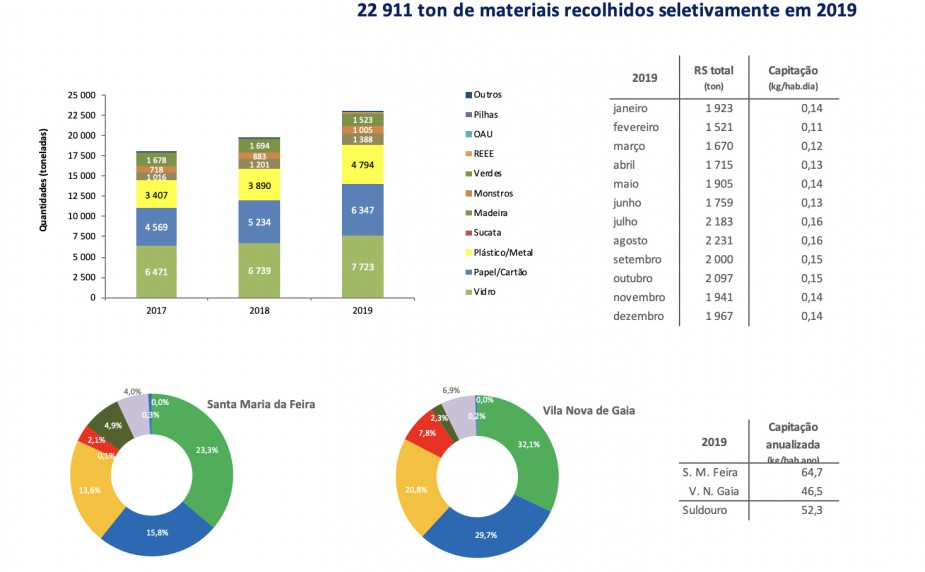 22 911 ton de materiais recolhidos seletivamente em 2019
Quantidades (toneladas)
25 000
22 500
20 000
17 500
15 000
12 500
10 000
7 500
5 000
2 500
0
1 678
718
1 016
3 407
4 569
6 471
1 694
883
1 201
3 890
5 234
6 739
1 523
1 005
1 388
4 794
6 347
7 723
2017 2018 2019
Outros
Pilhas
OAU
REEE
Verdes
Monstros
Madeira
Sucata
Plástico/Metal
Papel/Cartão
Vidro
2019 RS total (ton) Capitação (kg/hab.dia)
janeiro 1 923 0,14
fevereiro 1 521 0,11
março 1 670 0,12
abril 1 715 0,13
maio 1 905 0,14
junho 1 759 0,13
julho 2 183 0,16
agosto 2 231 0,16
setembro 2 000 0,15
outubro 2 097 0,15
novembro 1 941 0,14
dezembro 1 967 0,14
Santa Maria da Feira
4,0%
0,0%
0,3%
4,9%
2,1%
0,1%
23,3%
13,6%
15,8%
Vila Nova de Gaia
6,9%
0,0%
0,2%
2,3%
7,8%
32,1%
20,8%
29,7%
2019 Capitação
anualizada
(kg/hab.ano)
S. M. Feira 64,7
V. N. Gaia 46,5
Suldouro 52,3